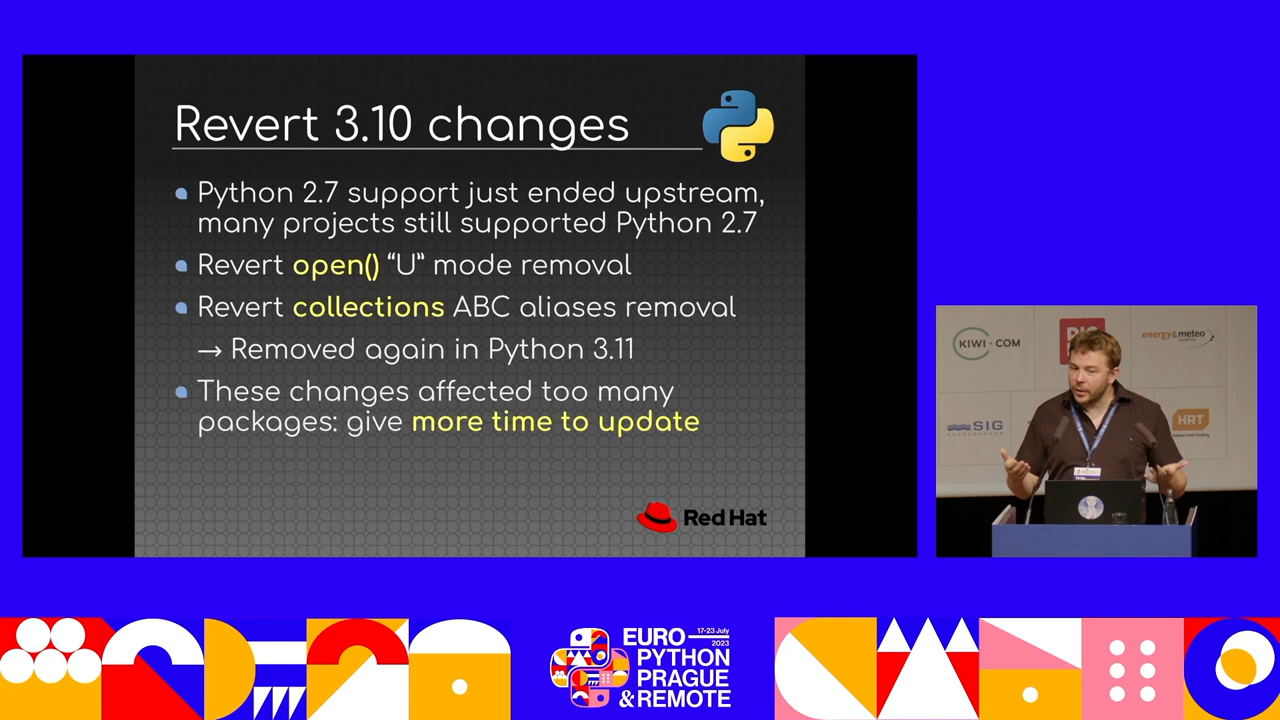 Revert 3.10 changes
Python 2.7 support just ended upstream,
many projects still supported Python 2.7
Revert open() “U” mode removal
Revert collections ABC aliases removal
→ Removed again in Python 3.11
These changes affected too many
packages: give more time to update
Red Hat
KIWI.COM
energy & meteo
systems
SIG
HRT
17-23 July
2023
EURO
PYTHON
PRAGUE
& REMOTE